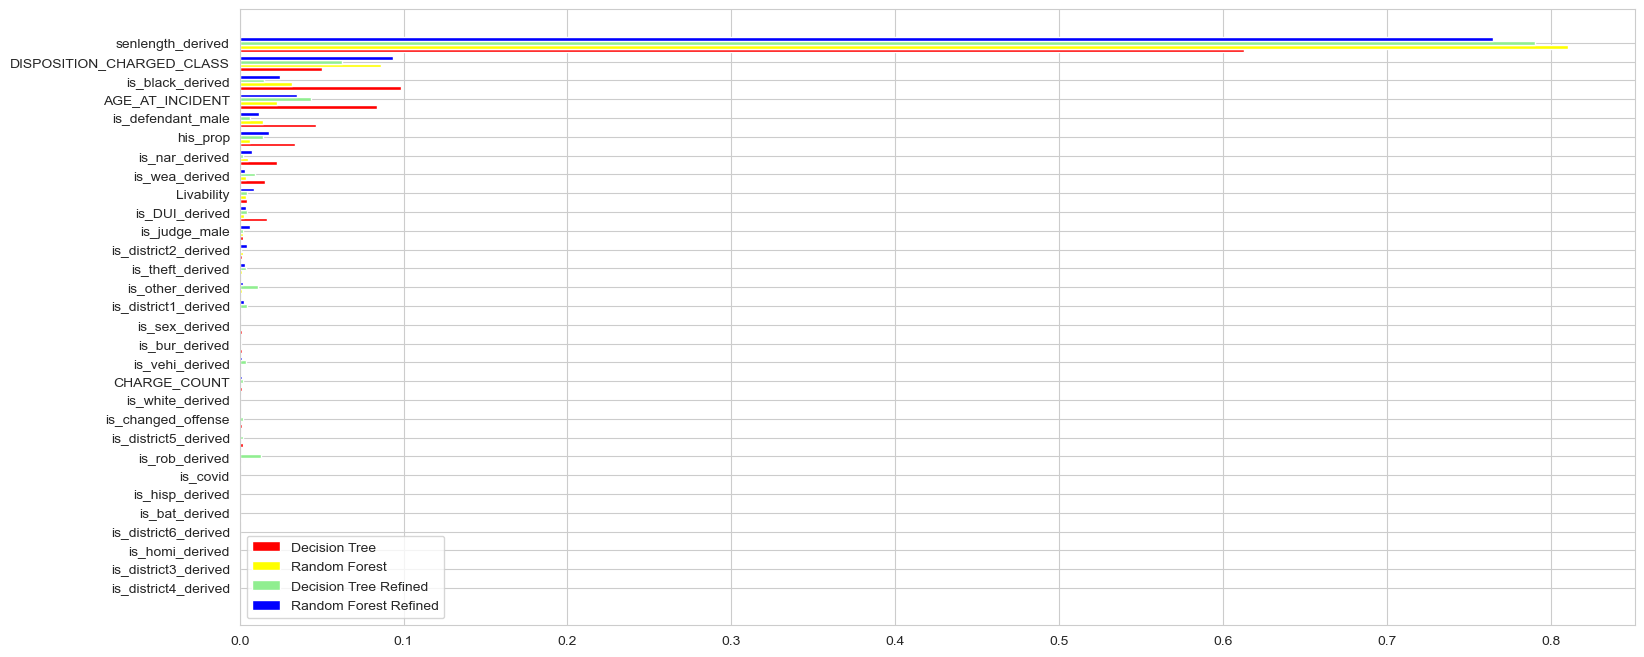 senlength_derived
DISPOSITION_CHARGED_CLASS
is_black_derived
AGE_AT_INCIDENT
is_defendant_male
his_prop
is_nar_derived
is_wea_derived
Livability
is_DUI_derived
is_judge_male
is_district2_derived
is_theft_derived
is_other_derived
is_district1_derived
is_sex_derived
is_bur_derived
is_vehi_derived
CHARGE_COUNT
is_white_derived
is_changed_offense
is_district5_derived
is_rob_derived
is_covid
is_hisp_derived
is_bat_derived
is_district6_derived
is_homi_derived
is_district3_derived
is_district4_derived
Decision Tree
Random Forest
Decision Tree Refined
Random Forest Refined
0.0 0.1 0.2 0.3 0.4 0.5 0.6 0.7 0.8